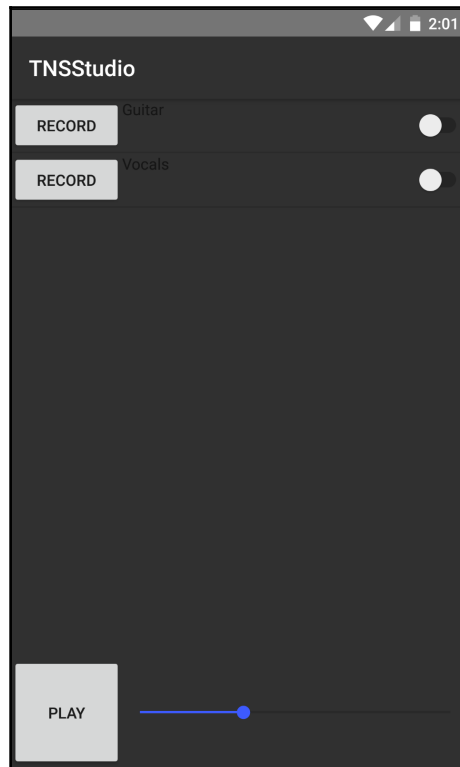 2:01
TNSStudio
RECORD Guitar
RECORD Vocals
PLAY